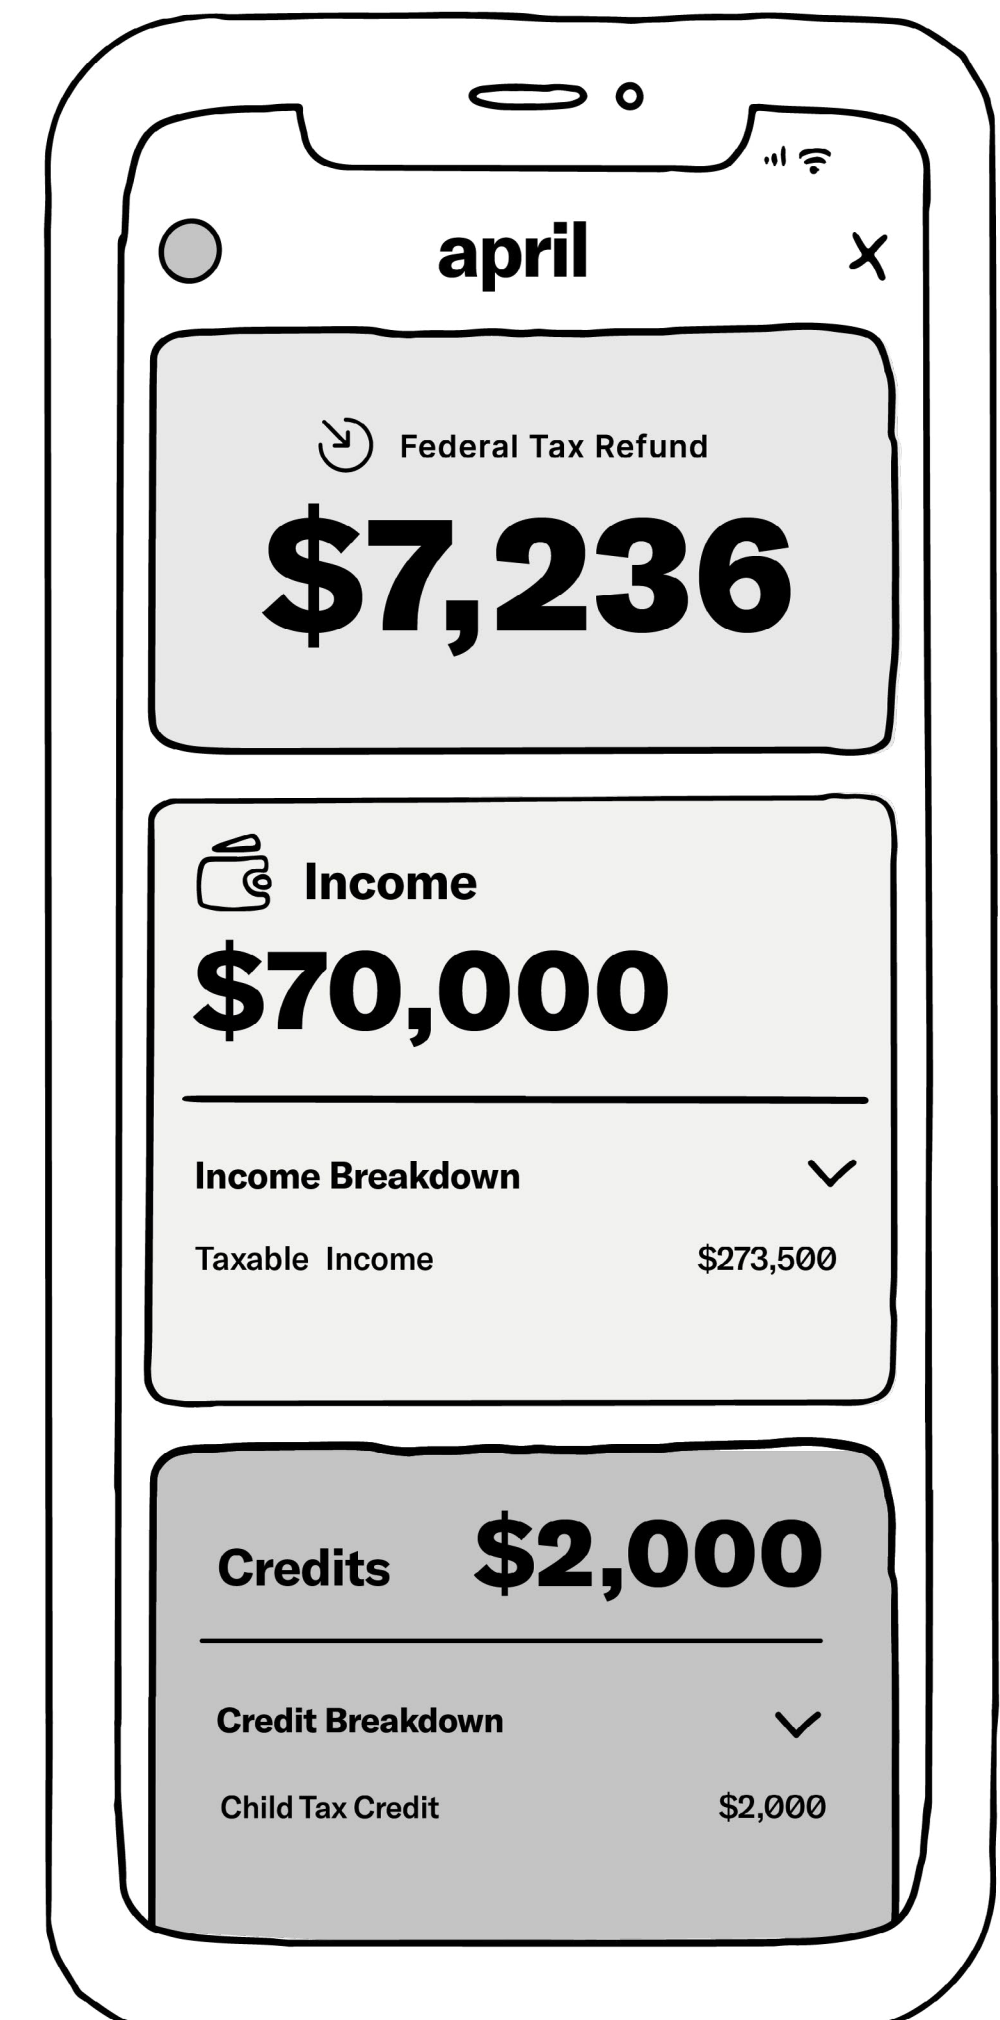 april
Federal Tax Refund
$7,236
Income
$70,000
Income Breakdown
Taxable Income $273,500
Credits $2,000
Credit Breakdown
Child Tax Credit $2,000